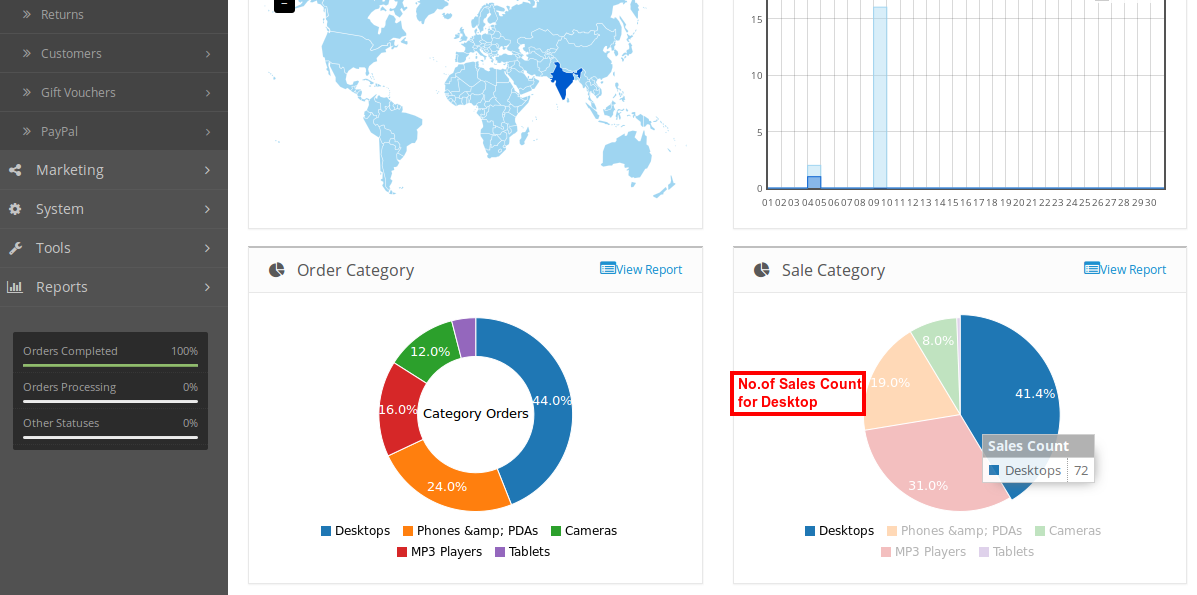 Returns
Customers
Gift Vouchers
PayPal
Marketing
System
Tools
Reports
Orders Completed 100%
Orders Processing 0%
Other Statuses 0%
−
15
10
5
0
01 02 03 04 05 06 07 08 09 10 11 12 13 14 15 16 17 18 19 20 21 22 23 24 25 26 27 28 29 30
Order Category View Report
44.0%
12.0%
16.0%
24.0%
Category Orders
Desktops Phones &amp; PDAs Cameras
MP3 Players Tablets
Sale Category View Report
8.0%
19.0%
41.4%
31.0%
No.of Sales Count
for Desktop
Sales Count
Desktops 72
Desktops Phones &amp; PDAs Cameras
MP3 Players Tablets